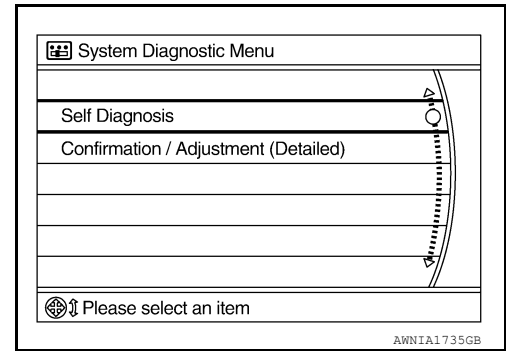 System Diagnostic Menu
Self Diagnosis
Confirmation / Adjustment (Detailed)
Please select an item
AWNIA1735GB